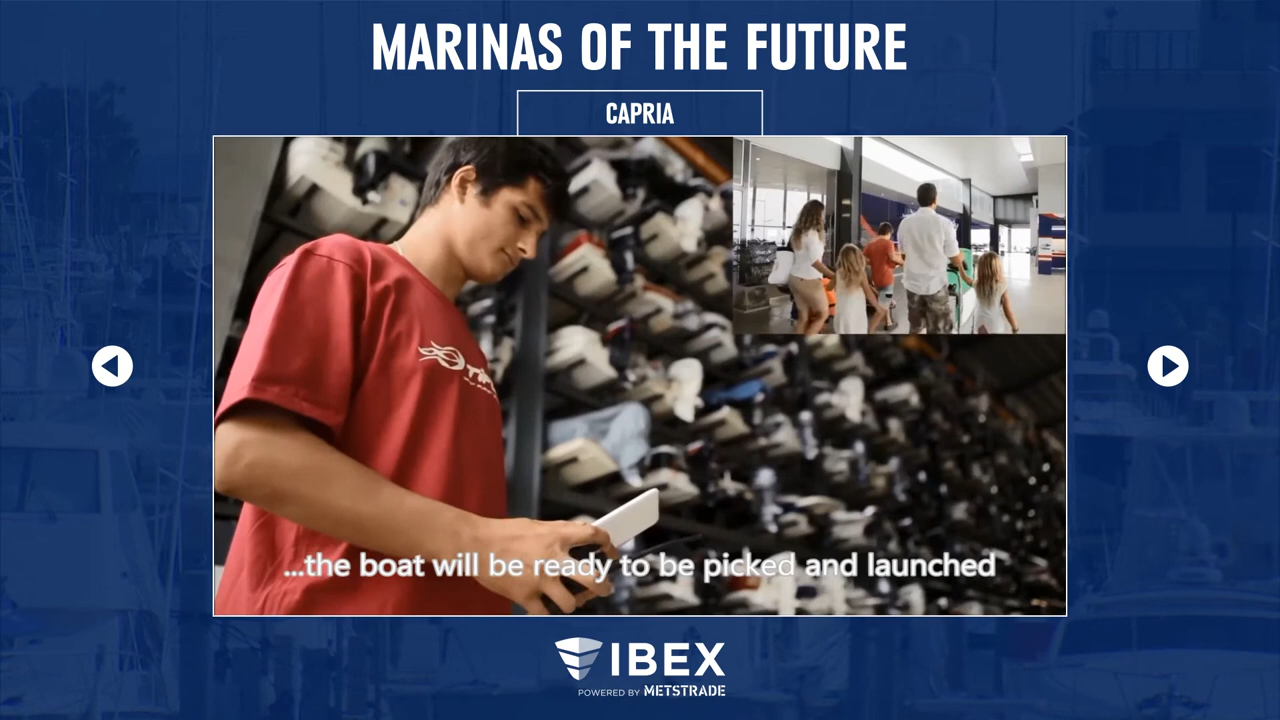 MARINAS OF THE FUTURE
CAPRIA
...the boat will be ready to be picked and launched
IBEX
POWERED BY METSTRADE